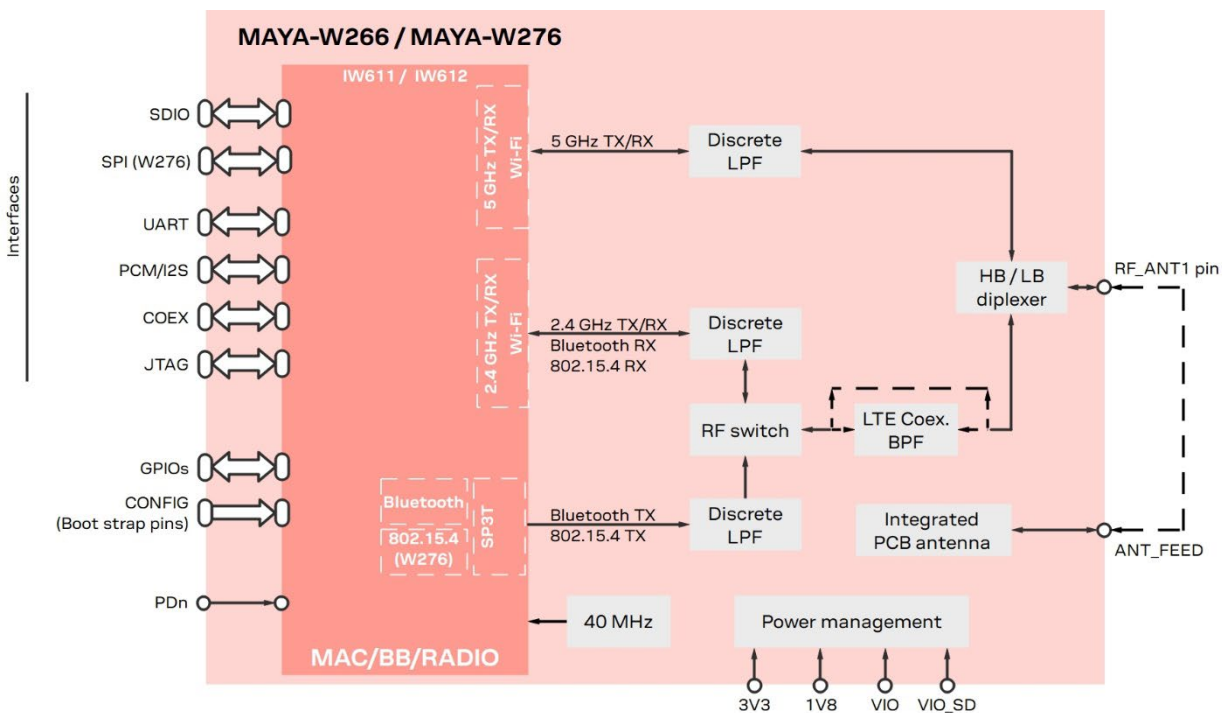 MAYA-W266 / MAYA-W276
IW611 / IW612
Interfaces
SDIO
SPI (W276)
UART
PCM/I2S
COEX
JTAG
GPIOs
CONFIG
(Boot strap pins)
PDn
5 GHz TX/RX
Wi-Fi
2.4 GHz TX/RX
Wi-Fi
Bluetooth
802.15.4
(W276)
SP3T
MAC/BB/RADIO
5 GHz TX/RX
Discrete
LPF
2.4 GHz TX/RX
Bluetooth RX
802.15.4 RX
Discrete
LPF
RF switch
LTE Coex.
BPF
HB / LB
diplexer
RF_ANT1 pin
Bluetooth TX
802.15.4 TX
Discrete
LPF
Integrated
PCB antenna
ANT_FEED
40 MHz
Power management
3V3
1V8
VIO
VIO_SD